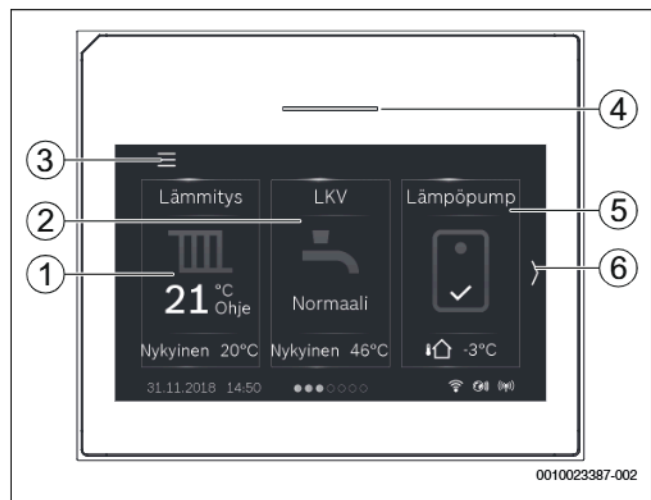 4
3
Lämmitys LKV Lämpöpump
5
2
6
1
21 °C Ohje
Normaali
Nykyinen 20°C Nykyinen 46°C -3°C
31.11.2018 14:50
0010023387-002